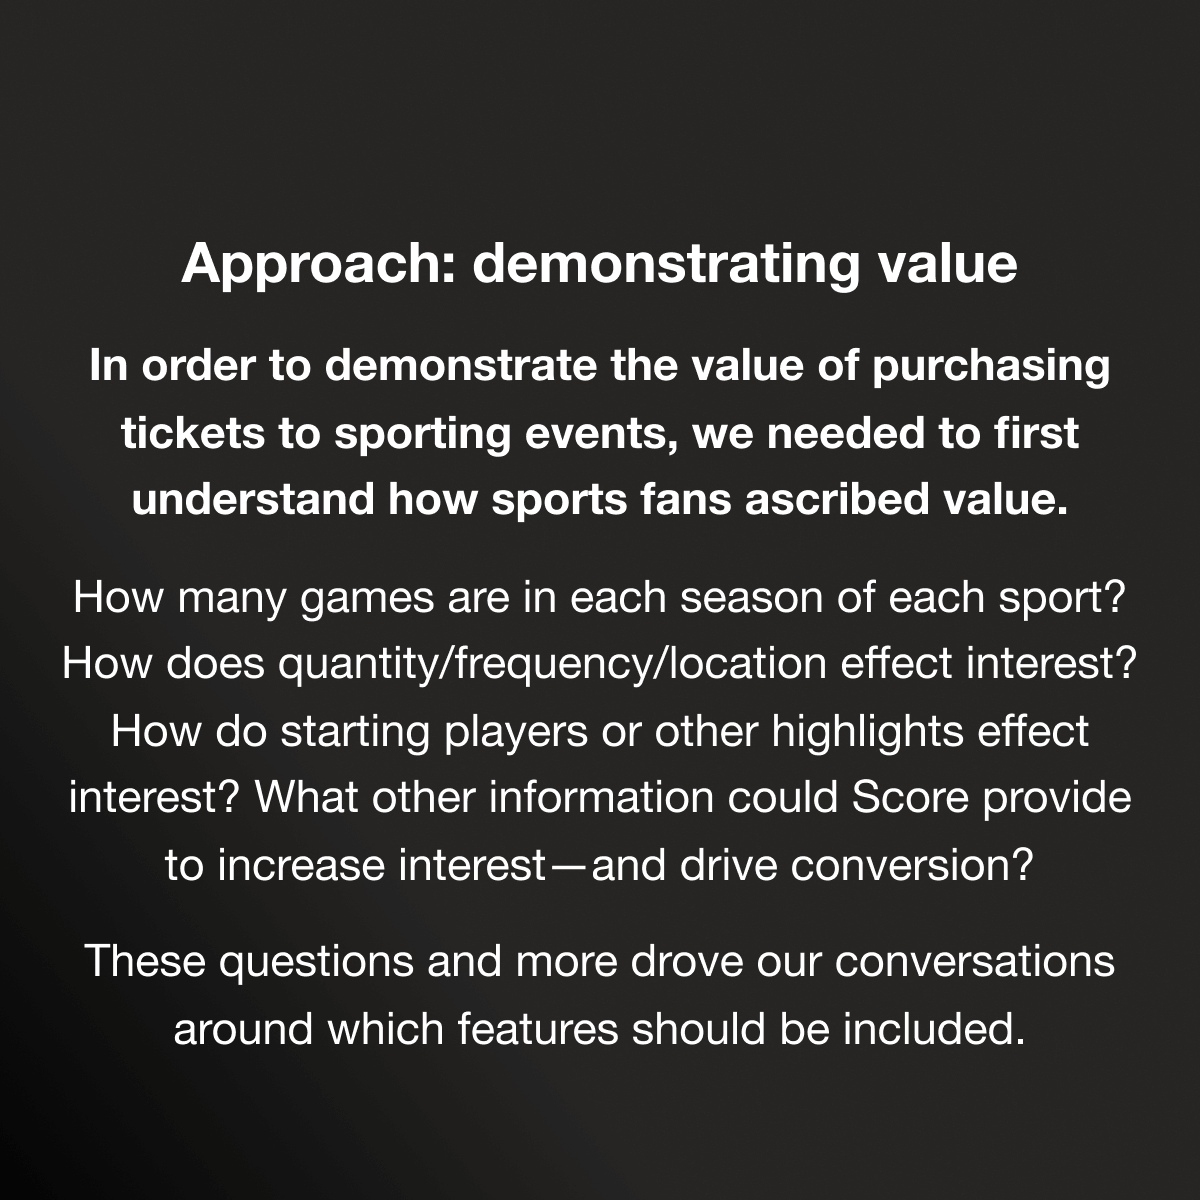 Approach: demonstrating value
In order to demonstrate the value of purchasing
tickets to sporting events, we needed to first
understand how sports fans ascribed value.
How many games are in each season of each sport?
How does quantity/frequency/location effect interest?
How do starting players or other highlights effect
interest? What other information could Score provide
to increase interest—and drive conversion?
These questions and more drove our conversations
around which features should be included.